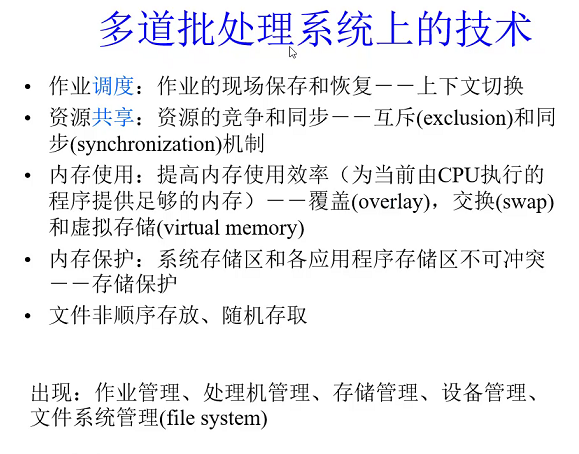 多道批处理系统上的技术
• 作业调度：作业的现场保存和恢复－－上下文切换
• 资源共享：资源的竞争和同步－－互斥(exclusion)和同
步(synchronization)机制
• 内存使用：提高内存使用效率（为当前由CPU执行的
程序提供足够的内存）－－覆盖(overlay)，交换(swap)
和虚拟存储(virtual memory)
• 内存保护：系统存储区和各应用程序存储区不可冲突
－－存储保护
• 文件非顺序存放、随机存取
出现：作业管理、处理机管理、存储管理、设备管理、
文件系统管理(file system)